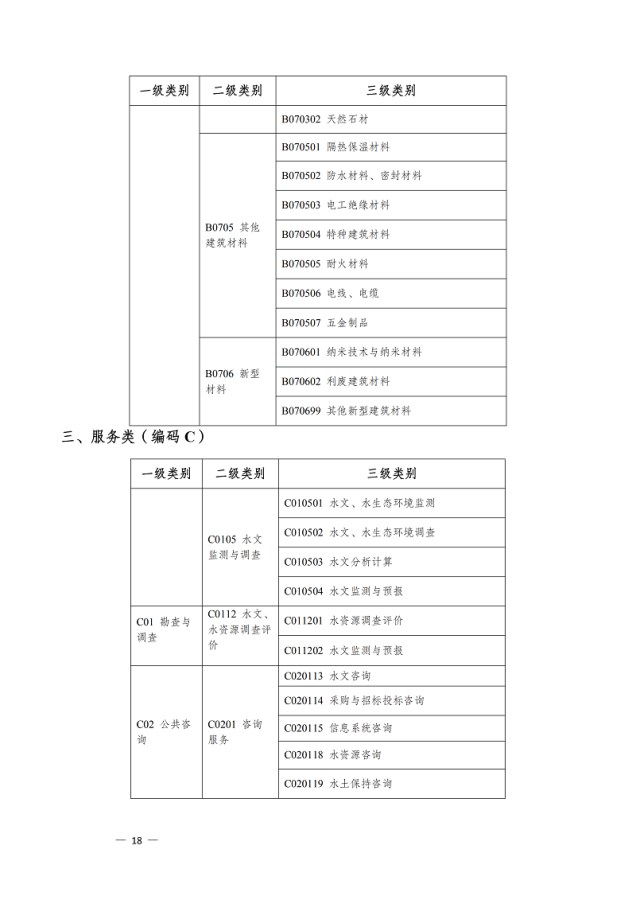 一级类别 二级类别 三级类别
B070302 天然石材
B0705 其他
建筑材料
B070501 隔热保温材料
B070502 防水材料、密封材料
B070503 电工绝缘材料
B070504 特种建筑材料
B070505 耐火材料
B070506 电线、电缆
B070507 五金制品
B0706 新型
材料
B070601 纳米技术与纳米材料
B070602 利废建筑材料
B070699 其他新型建筑材料
三、服务类（编码 C）
一级类别 二级类别 三级类别
C0105 水文
监测与调查
C010501 水文、水生态环境监测
C010502 水文、水生态环境调查
C010503 水文分析计算
C010504 水文监测与预报
C01 勘查与
调查
C0112 水文、
水资源调查评
价
C011201 水资源调查评价
C011202 水文监测与预报
C02 公共咨
询
C0201 咨询
服务
C020113 水文咨询
C020114 采购与招标投标咨询
C020115 信息系统咨询
C020118 水资源咨询
C020119 水土保持咨询
— 18 —